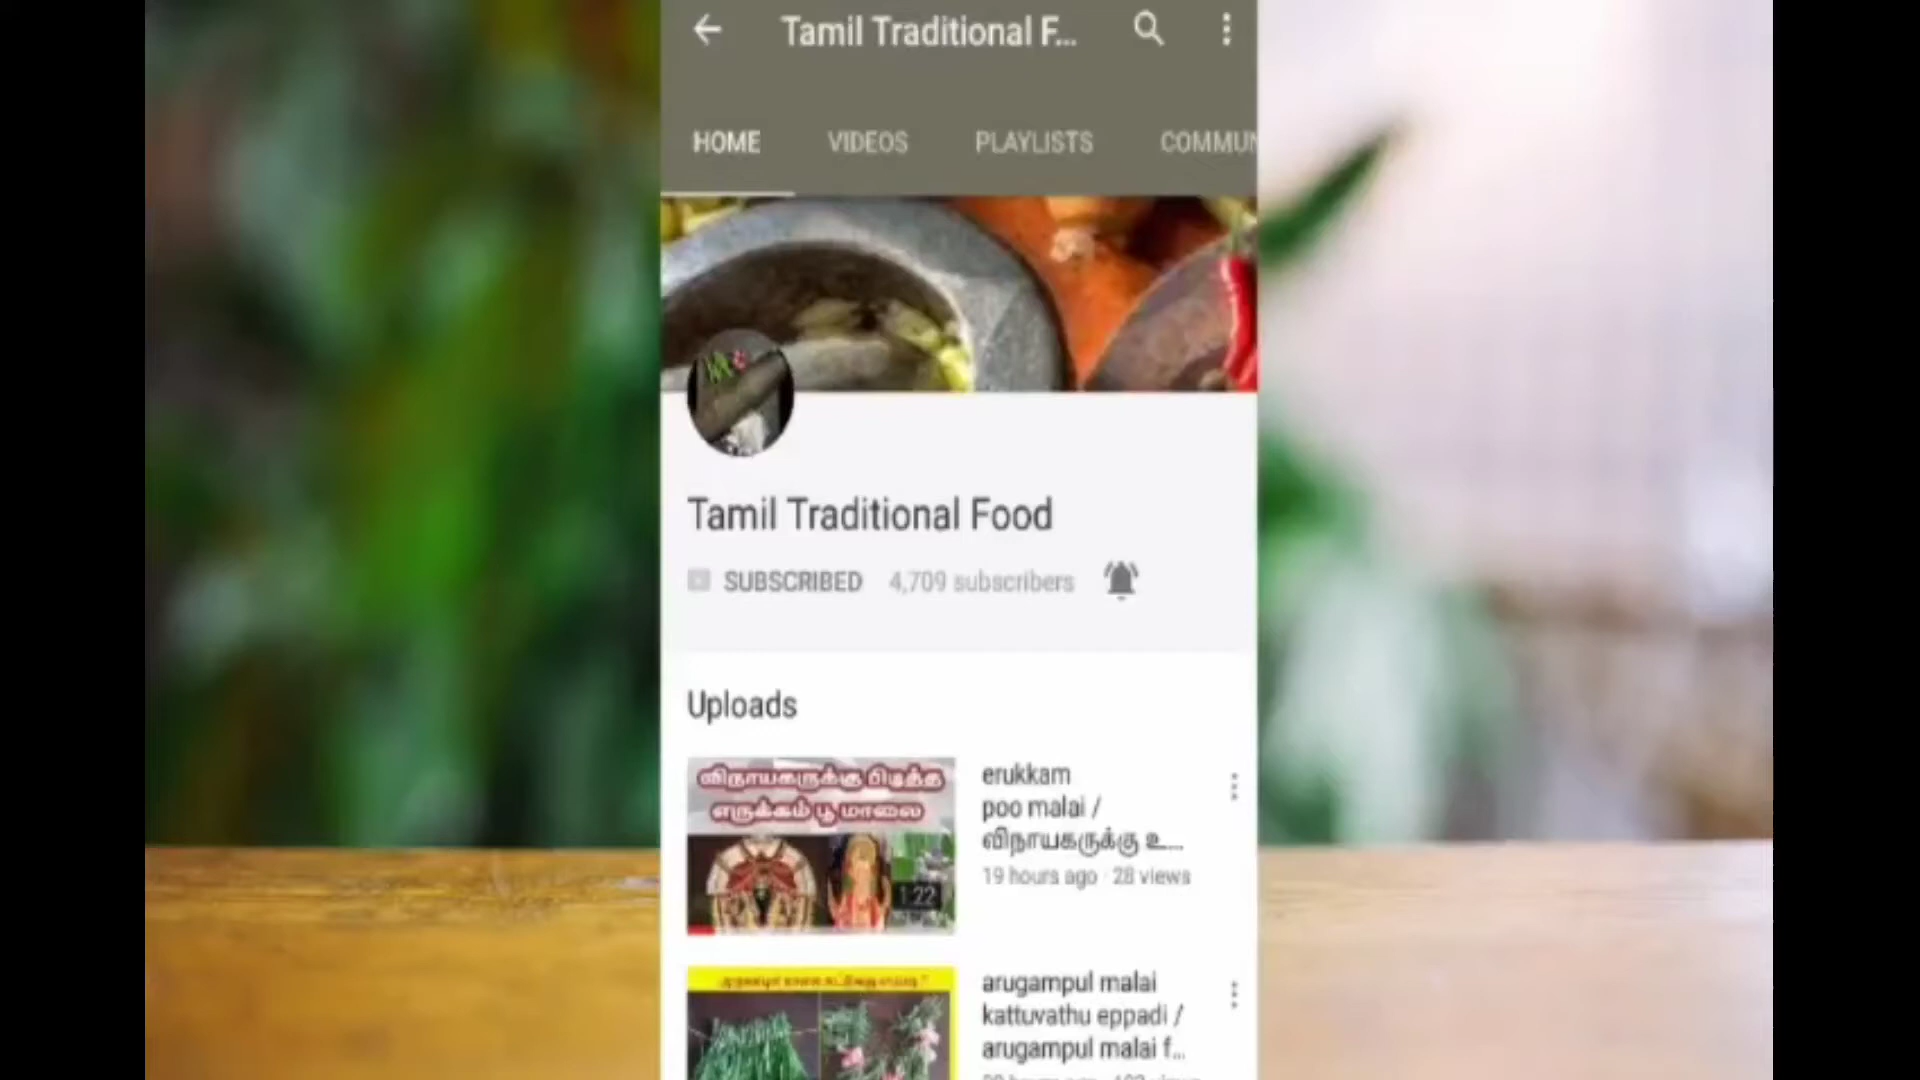 Tamil Traditional F...
HOME VIDEOS PLAYLISTS COMMUN
Tamil Traditional Food
SUBSCRIBED 4,709 subscribers
Uploads
விநாயகருக்கு பிடித்த
எருக்கம் பூ மாலை
1:22
erukkam
poo malai /
விநாயகருக்கு உ...
19 hours ago · 28 views
arugampul malai
kattuvathu eppadi /
arugampul malai f...